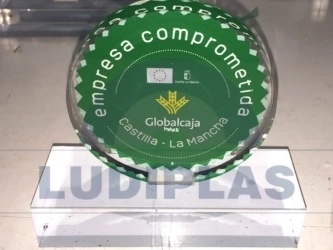 empresa comprometida
Globalcaja
Castilla - La Mancha
LUDIPLAS